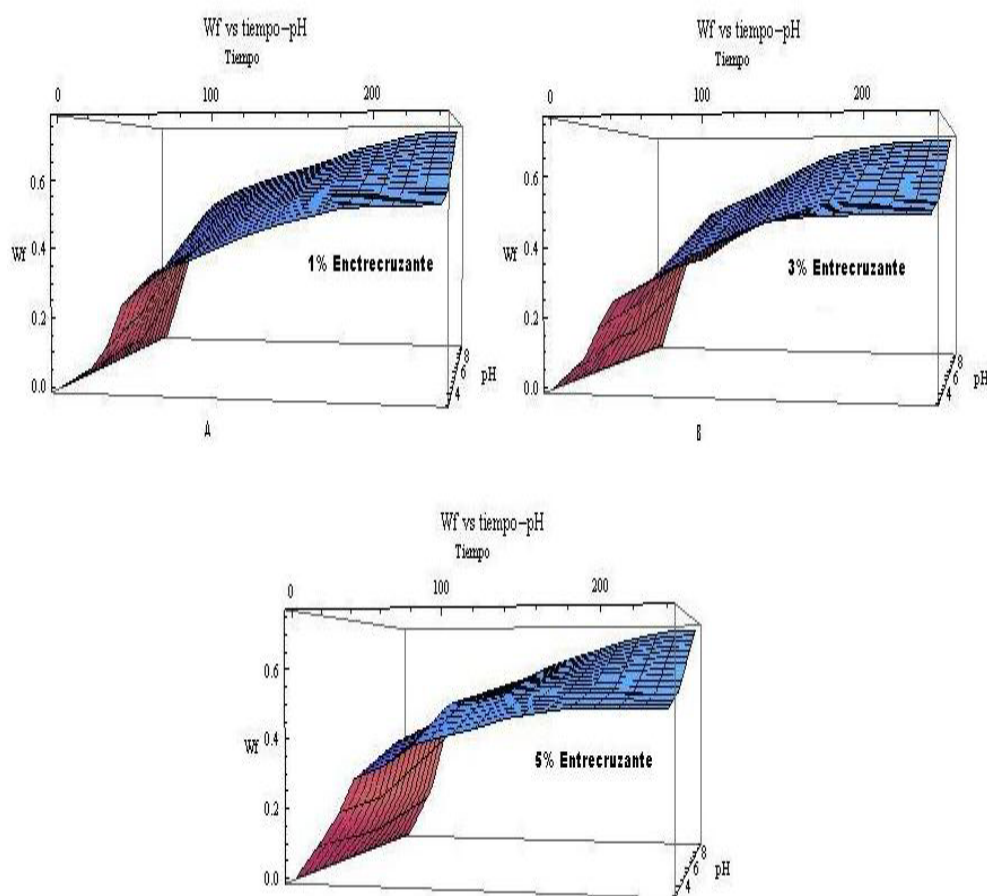 Wf vs tiempo–pH
Tiempo
0 100 200
0.6
0.4
Wf
0.2
0.0
1% Enctrecruzante
8
6
4
pH
A
Wf vs tiempo–pH
Tiempo
0 100 200
0.6
0.4
Wf
0.2
0.0
3% Entrecruzante
8
6
4
pH
B
Wf vs tiempo–pH
Tiempo
0 100 200
0.6
0.4
Wf
0.2
0.0
5% Entrecruzante
8
6
4
pH